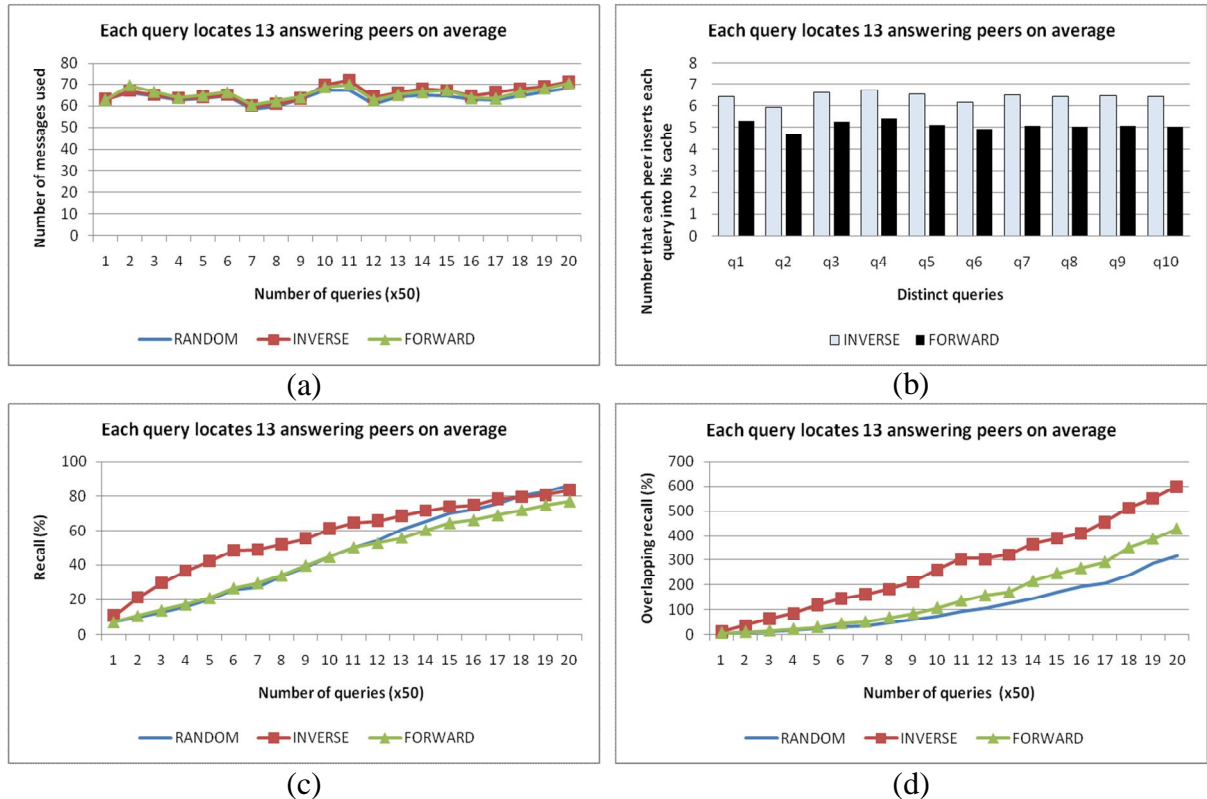 Each query locates 13 answering peers on average
Number of messages used
80
70
60
50
40
30
20
10
0
1 2 3 4 5 6 7 8 9 10 11 12 13 14 15 16 17 18 19 20
Number of queries (x50)
RANDOM INVERSE FORWARD
(a)
Each query locates 13 answering peers on average
Number that each peer inserts each
query into his cache
8
7
6
5
4
3
2
1
0
q1 q2 q3 q4 q5 q6 q7 q8 q9 q10
Distinct queries
INVERSE FORWARD
(b)
Each query locates 13 answering peers on average
Recall (%)
100
80
60
40
20
0
1 2 3 4 5 6 7 8 9 10 11 12 13 14 15 16 17 18 19 20
Number of queries (x50)
RANDOM INVERSE FORWARD
(c)
Each query locates 13 answering peers on average
Overlapping recall (%)
700
600
500
400
300
200
100
0
1 2 3 4 5 6 7 8 9 10 11 12 13 14 15 16 17 18 19 20
Number of queries (x50)
RANDOM INVERSE FORWARD
(d)